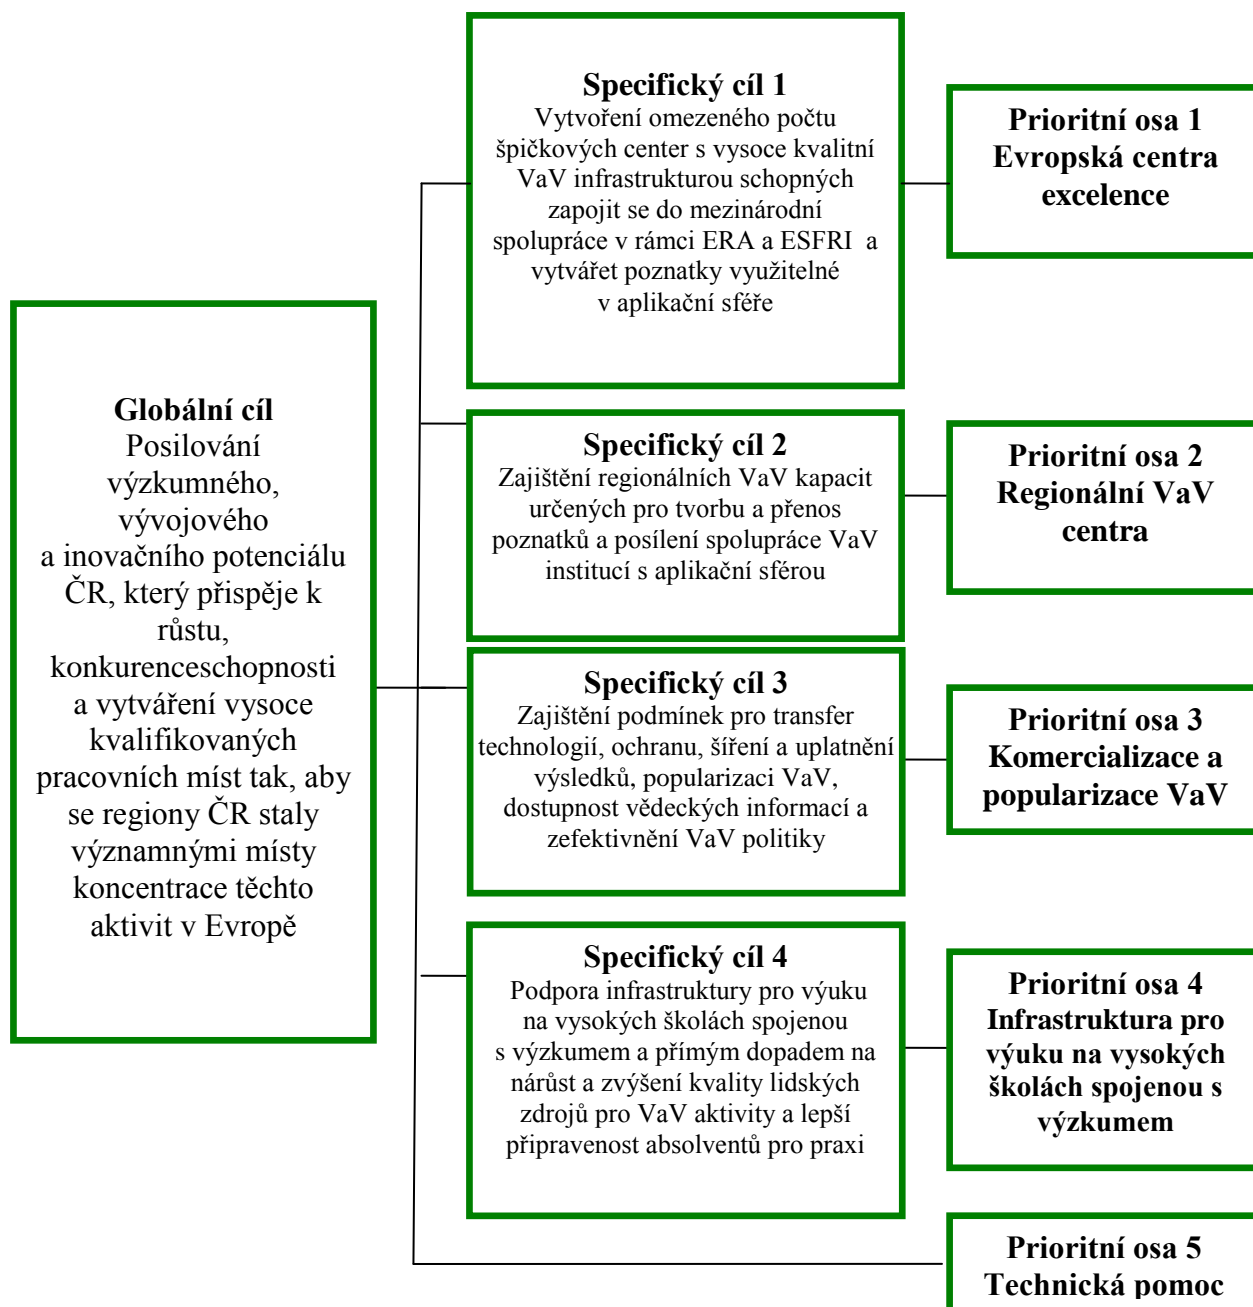 Globální cíl
Posilování
výzkumného,
vývojového
a inovačního potenciálu
ČR, který přispěje k
růstu,
konkurenceschopnosti
a vytváření vysoce
kvalifikovaných
pracovních míst tak, aby
se regiony ČR staly
významnými místy
koncentrace těchto
aktivit v Evropě
Specifický cíl 1
Vytvoření omezeného počtu
špičkových center s vysoce kvalitní
VaV infrastrukturou schopných
zapojit se do mezinárodní
spolupráce v rámci ERA a ESFRI a
vytvářet poznatky využitelné
v aplikační sféře
Prioritní osa 1
Evropská centra
excelence
Specifický cíl 2
Zajištění regionálních VaV kapacit
určených pro tvorbu a přenos
poznatků a posílení spolupráce VaV
institucí s aplikační sférou
Prioritní osa 2
Regionální VaV
centra
Specifický cíl 3
Zajištění podmínek pro transfer
technologií, ochranu, šíření a uplatnění
výsledků, popularizaci VaV,
dostupnost vědeckých informací a
zefektivnění VaV politiky
Prioritní osa 3
Komercializace a
popularizace VaV
Specifický cíl 4
Podpora infrastruktury pro výuku
na vysokých školách spojenou
s výzkumem a přímým dopadem na
nárůst a zvýšení kvality lidských
zdrojů pro VaV aktivity a lepší
připravenost absolventů pro praxi
Prioritní osa 4
Infrastruktura pro
výuku na vysokých
školách spojenou s
výzkumem
Prioritní osa 5
Technická pomoc